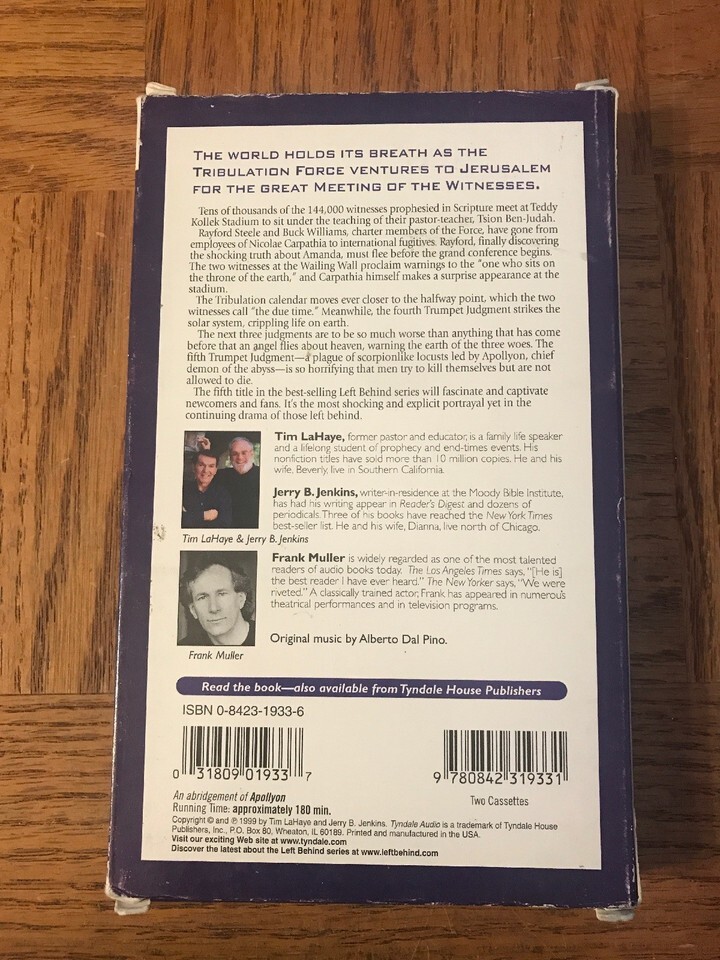 THE WORLD HOLDS ITS BREATH AS THE
TRIBULATION FORCE VENTURES TO JERUSALEM
FOR THE GREAT MEETING OF THE WITNESSES.
Tens of thousands of the 144,000 witnesses prophesied in Scripture meet at Teddy
Kollek Stadium to sit under the teaching of their pastor-teacher, Tsion Ben-Judah.
Rayford Steele and Buck Williams, charter members of the Force, have gone from
employees of Nicolae Carpathia to international fugitives. Rayford, finally discovering
the shocking truth about Amanda, must flee before the grand conference begins.
The two witnesses at the Wailing Wall proclaim warnings to the "one who sits on
the throne of the earth," and Carpathia himself makes a surprise appearance at the
stadium.
The Tribulation calendar moves ever closer to the halfway point, which the two
witnesses call "the due time." Meanwhile, the fourth Trumpet Judgment strikes the
solar system, crippling life on earth.
The next three judgments are to be so much worse than anything that has come
before that an angel flies about heaven, warning the earth of the three woes. The
fifth Trumpet Judgment—a plague of scorpionlike locusts led by Apollyon, chief
demon of the abyss—is so horrifying that men try to kill themselves but are not
allowed to die.
The fifth title in the best-selling Left Behind series will fascinate and captivate
newcomers and fans. It's the most shocking and explicit portrayal yet in the
continuing drama of those left behind.
Tim LaHaye, former pastor and educator, is a family life speaker
and a lifelong student of prophecy and end-times events. His
nonfiction titles have sold more than 10 million copies. He and his
wife, Beverly, live in Southern California.
Jerry B. Jenkins, writer-in-residence at the Moody Bible Institute,
has had his writing appear in Reader's Digest and dozens of
periodicals. Three of his books have reached the New York Times
best-seller list. He and his wife, Dianna, live north of Chicago.
Tim LaHaye & Jerry B. Jenkins
Frank Muller is widely regarded as one of the most talented
readers of audio books today. The Los Angeles Times says, "[He is]
the best reader I have ever heard." The New Yorker says, "We were
riveted." A classically trained actor, Frank has appeared in numerous
theatrical performances and in television programs.
Original music by Alberto Dal Pino.
Frank Muller
Read the book—also available from Tyndale House Publishers
ISBN 0-8423-1933-6
0 31809 01933 7
9 780842 319331
An abridgement of Apollyon
Running Time: approximately 180 min.
Two Cassettes
Copyright © and ℗ 1999 by Tim LaHaye and Jerry B. Jenkins. Tyndale Audio is a trademark of Tyndale House
Publishers, Inc., P.O. Box 80, Wheaton, IL 60189. Printed and manufactured in the USA.
Visit our exciting Web site at www.tyndale.com
Discover the latest about the Left Behind series at www.leftbehind.com